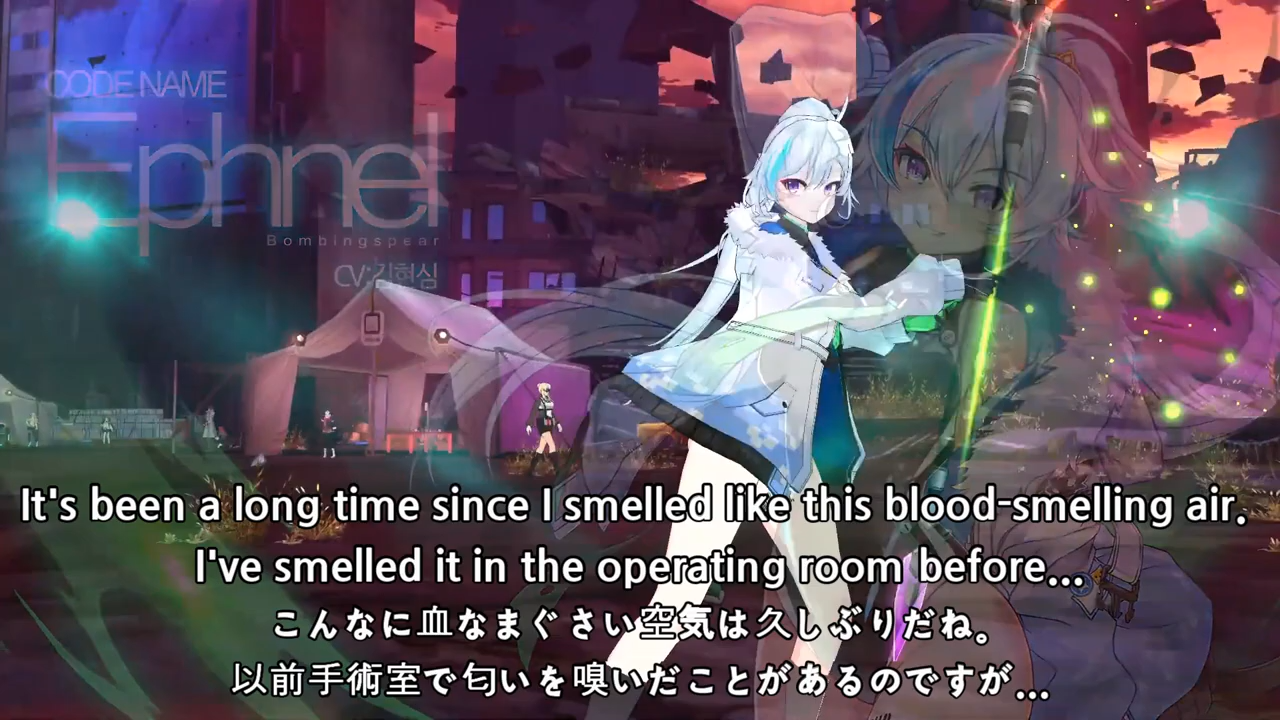 CODE NAME
Ephnel
Bombingspear
CV:김현심
It's been a long time since I smelled like this blood-smelling air.
I've smelled it in the operating room before...
こんなに血なまぐさい空気は久しぶりだね。
以前手術室で匂いを嗅いだことがあるのですが...